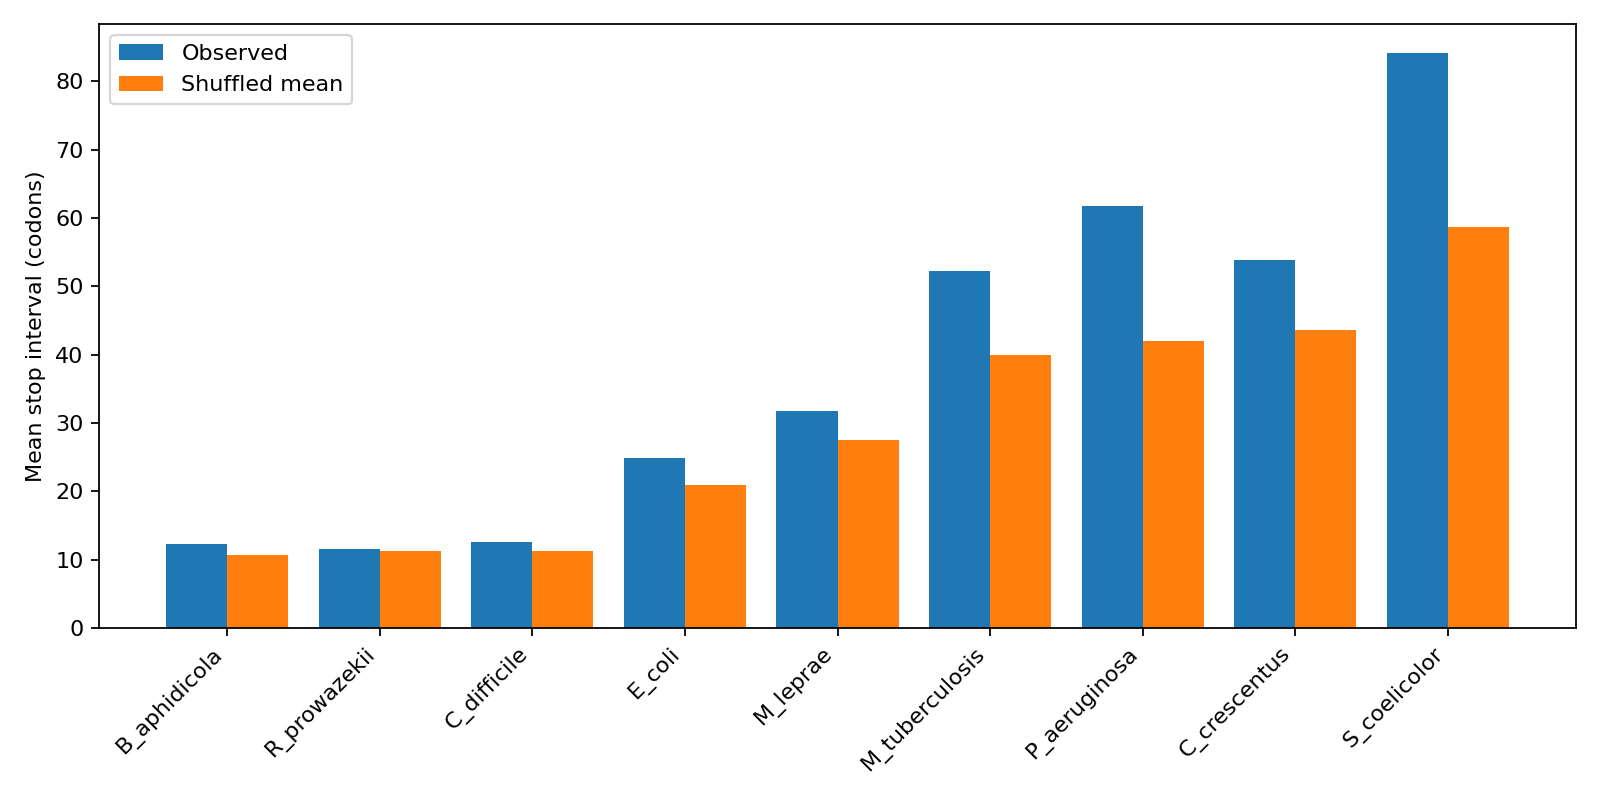 Observed
Shuffled mean
Mean stop interval (codons)
80
70
60
50
40
30
20
10
0
B_aphidicola
R_prowazekii
C_difficile
E_coli
M_leprae
M_tuberculosis
P_aeruginosa
C_crescentus
S_coelicolor